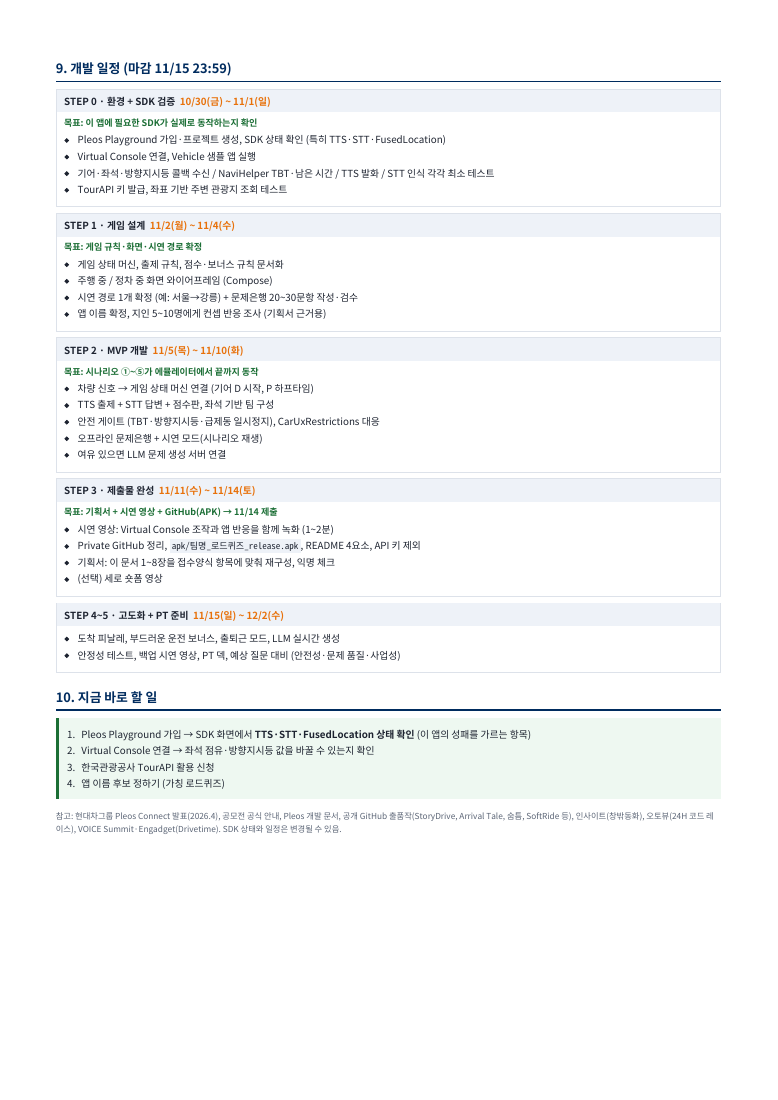 9. 개발 일정 (마감 11/15 23:59)
STEP 0 · 환경 + SDK 검증 10/30(금) ~ 11/1(일)
목표: 이 앱에 필요한 SDK가 실제로 동작하는지 확인
◆ Pleos Playground 가입·프로젝트 생성, SDK 상태 확인 (특히 TTS·STT·FusedLocation)
◆ Virtual Console 연결, Vehicle 샘플 앱 실행
◆ 기어·좌석·방향지시등 콜백 수신 / NaviHelper TBT·남은 시간 / TTS 발화 / STT 인식 각각 최소 테스트
◆ TourAPI 키 발급, 좌표 기반 주변 관광지 조회 테스트
STEP 1 · 게임 설계 11/2(월) ~ 11/4(수)
목표: 게임 규칙·화면·시연 경로 확정
◆ 게임 상태 머신, 출제 규칙, 점수·보너스 규칙 문서화
◆ 주행 중 / 정차 중 화면 와이어프레임 (Compose)
◆ 시연 경로 1개 확정 (예: 서울→강릉) + 문제은행 20~30문항 작성·검수
◆ 앱 이름 확정, 지인 5~10명에게 컨셉 반응 조사 (기획서 근거용)
STEP 2 · MVP 개발 11/5(목) ~ 11/10(화)
목표: 시나리오 ①~⑤가 에뮬레이터에서 끝까지 동작
◆ 차량 신호 → 게임 상태 머신 연결 (기어 D 시작, P 하프타임)
◆ TTS 출제 + STT 답변 + 점수판, 좌석 기반 팀 구성
◆ 안전 게이트 (TBT·방향지시등·급제동 일시정지), CarUxRestrictions 대응
◆ 오프라인 문제은행 + 시연 모드(시나리오 재생)
◆ 여유 있으면 LLM 문제 생성 서버 연결
STEP 3 · 제출물 완성 11/11(수) ~ 11/14(토)
목표: 기획서 + 시연 영상 + GitHub(APK) → 11/14 제출
◆ 시연 영상: Virtual Console 조작과 앱 반응을 함께 녹화 (1~2분)
◆ Private GitHub 정리, apk/팀명_로드퀴즈_release.apk, README 4요소, API 키 제외
◆ 기획서: 이 문서 1~8장을 접수양식 항목에 맞춰 재구성, 익명 체크
◆ (선택) 세로 숏폼 영상
STEP 4~5 · 고도화 + PT 준비 11/15(일) ~ 12/2(수)
◆ 도착 피날레, 부드러운 운전 보너스, 출퇴근 모드, LLM 실시간 생성
◆ 안정성 테스트, 백업 시연 영상, PT 덱, 예상 질문 대비 (안전성·문제 품질·사업성)
10. 지금 바로 할 일
1. Pleos Playground 가입 → SDK 화면에서 TTS·STT·FusedLocation 상태 확인 (이 앱의 성패를 가르는 항목)
2. Virtual Console 연결 → 좌석 점유·방향지시등 값을 바꿀 수 있는지 확인
3. 한국관광공사 TourAPI 활용 신청
4. 앱 이름 후보 정하기 (가칭 로드퀴즈)
참고: 현대차그룹 Pleos Connect 발표(2026.4), 공모전 공식 안내, Pleos 개발 문서, 공개 GitHub 출품작(StoryDrive, Arrival Tale, 숨틈, SoftRide 등), 인사이트(창밖동화), 오토뷰(24H 코드 레
이스), VOICE Summit·Engadget(Drivetime). SDK 상태와 일정은 변경될 수 있음.